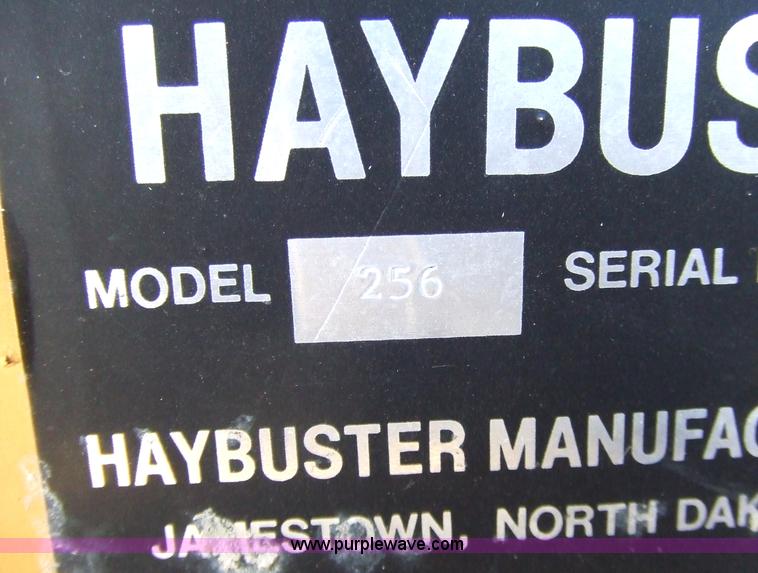 HAYBUS
MODEL 256 SERIAL
HAYBUSTER MANUFAC
JAMESTOWN, NORTH DAK
www.purplewave.com